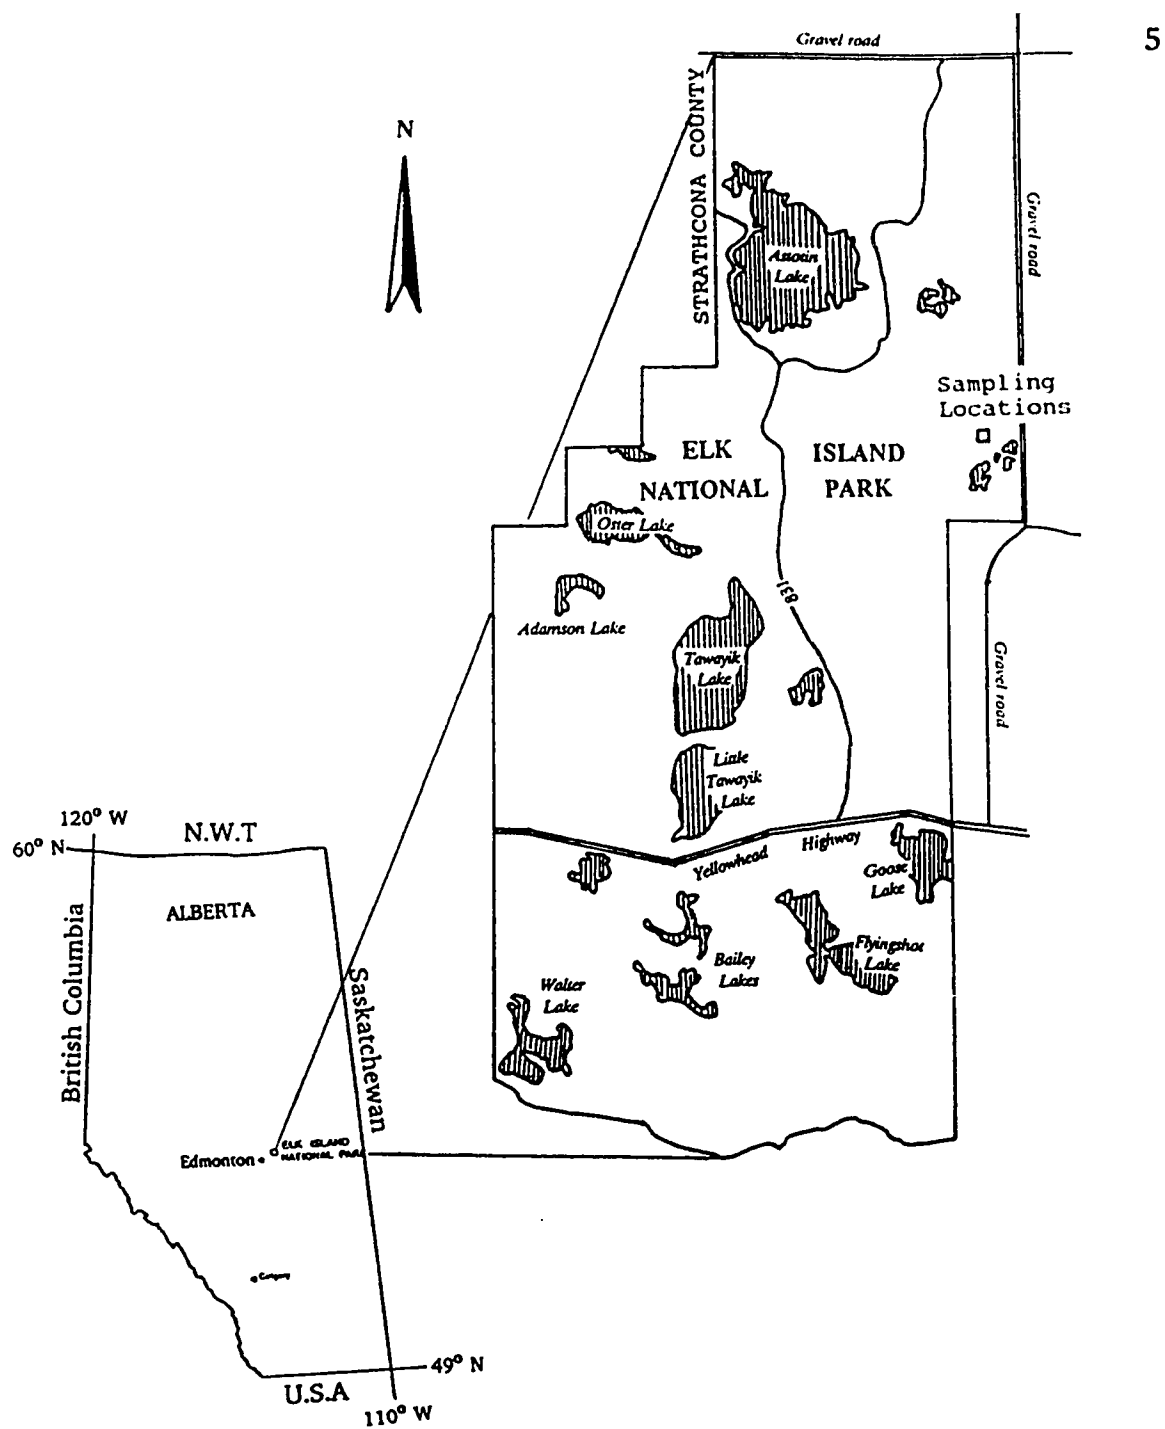 5
Gravel road
N
STRATHCONA COUNTY
Gravel road
Astotin
Lake
Sampling
Locations
ELK ISLAND
NATIONAL PARK
Oster Lake
Adamson Lake
831
Tawayik
Lake
Gravel road
Little
Tawayik
Lake
Yellowhead Highway
Goose
Lake
Flyingshot
Lake
Bailey
Lakes
Walter
Lake
120° W
60° N
N.W.T
ALBERTA
British Columbia
Saskatchewan
Edmonton
ELK ISLAND
NATIONAL PARK
Calgary
49° N
U.S.A
110° W